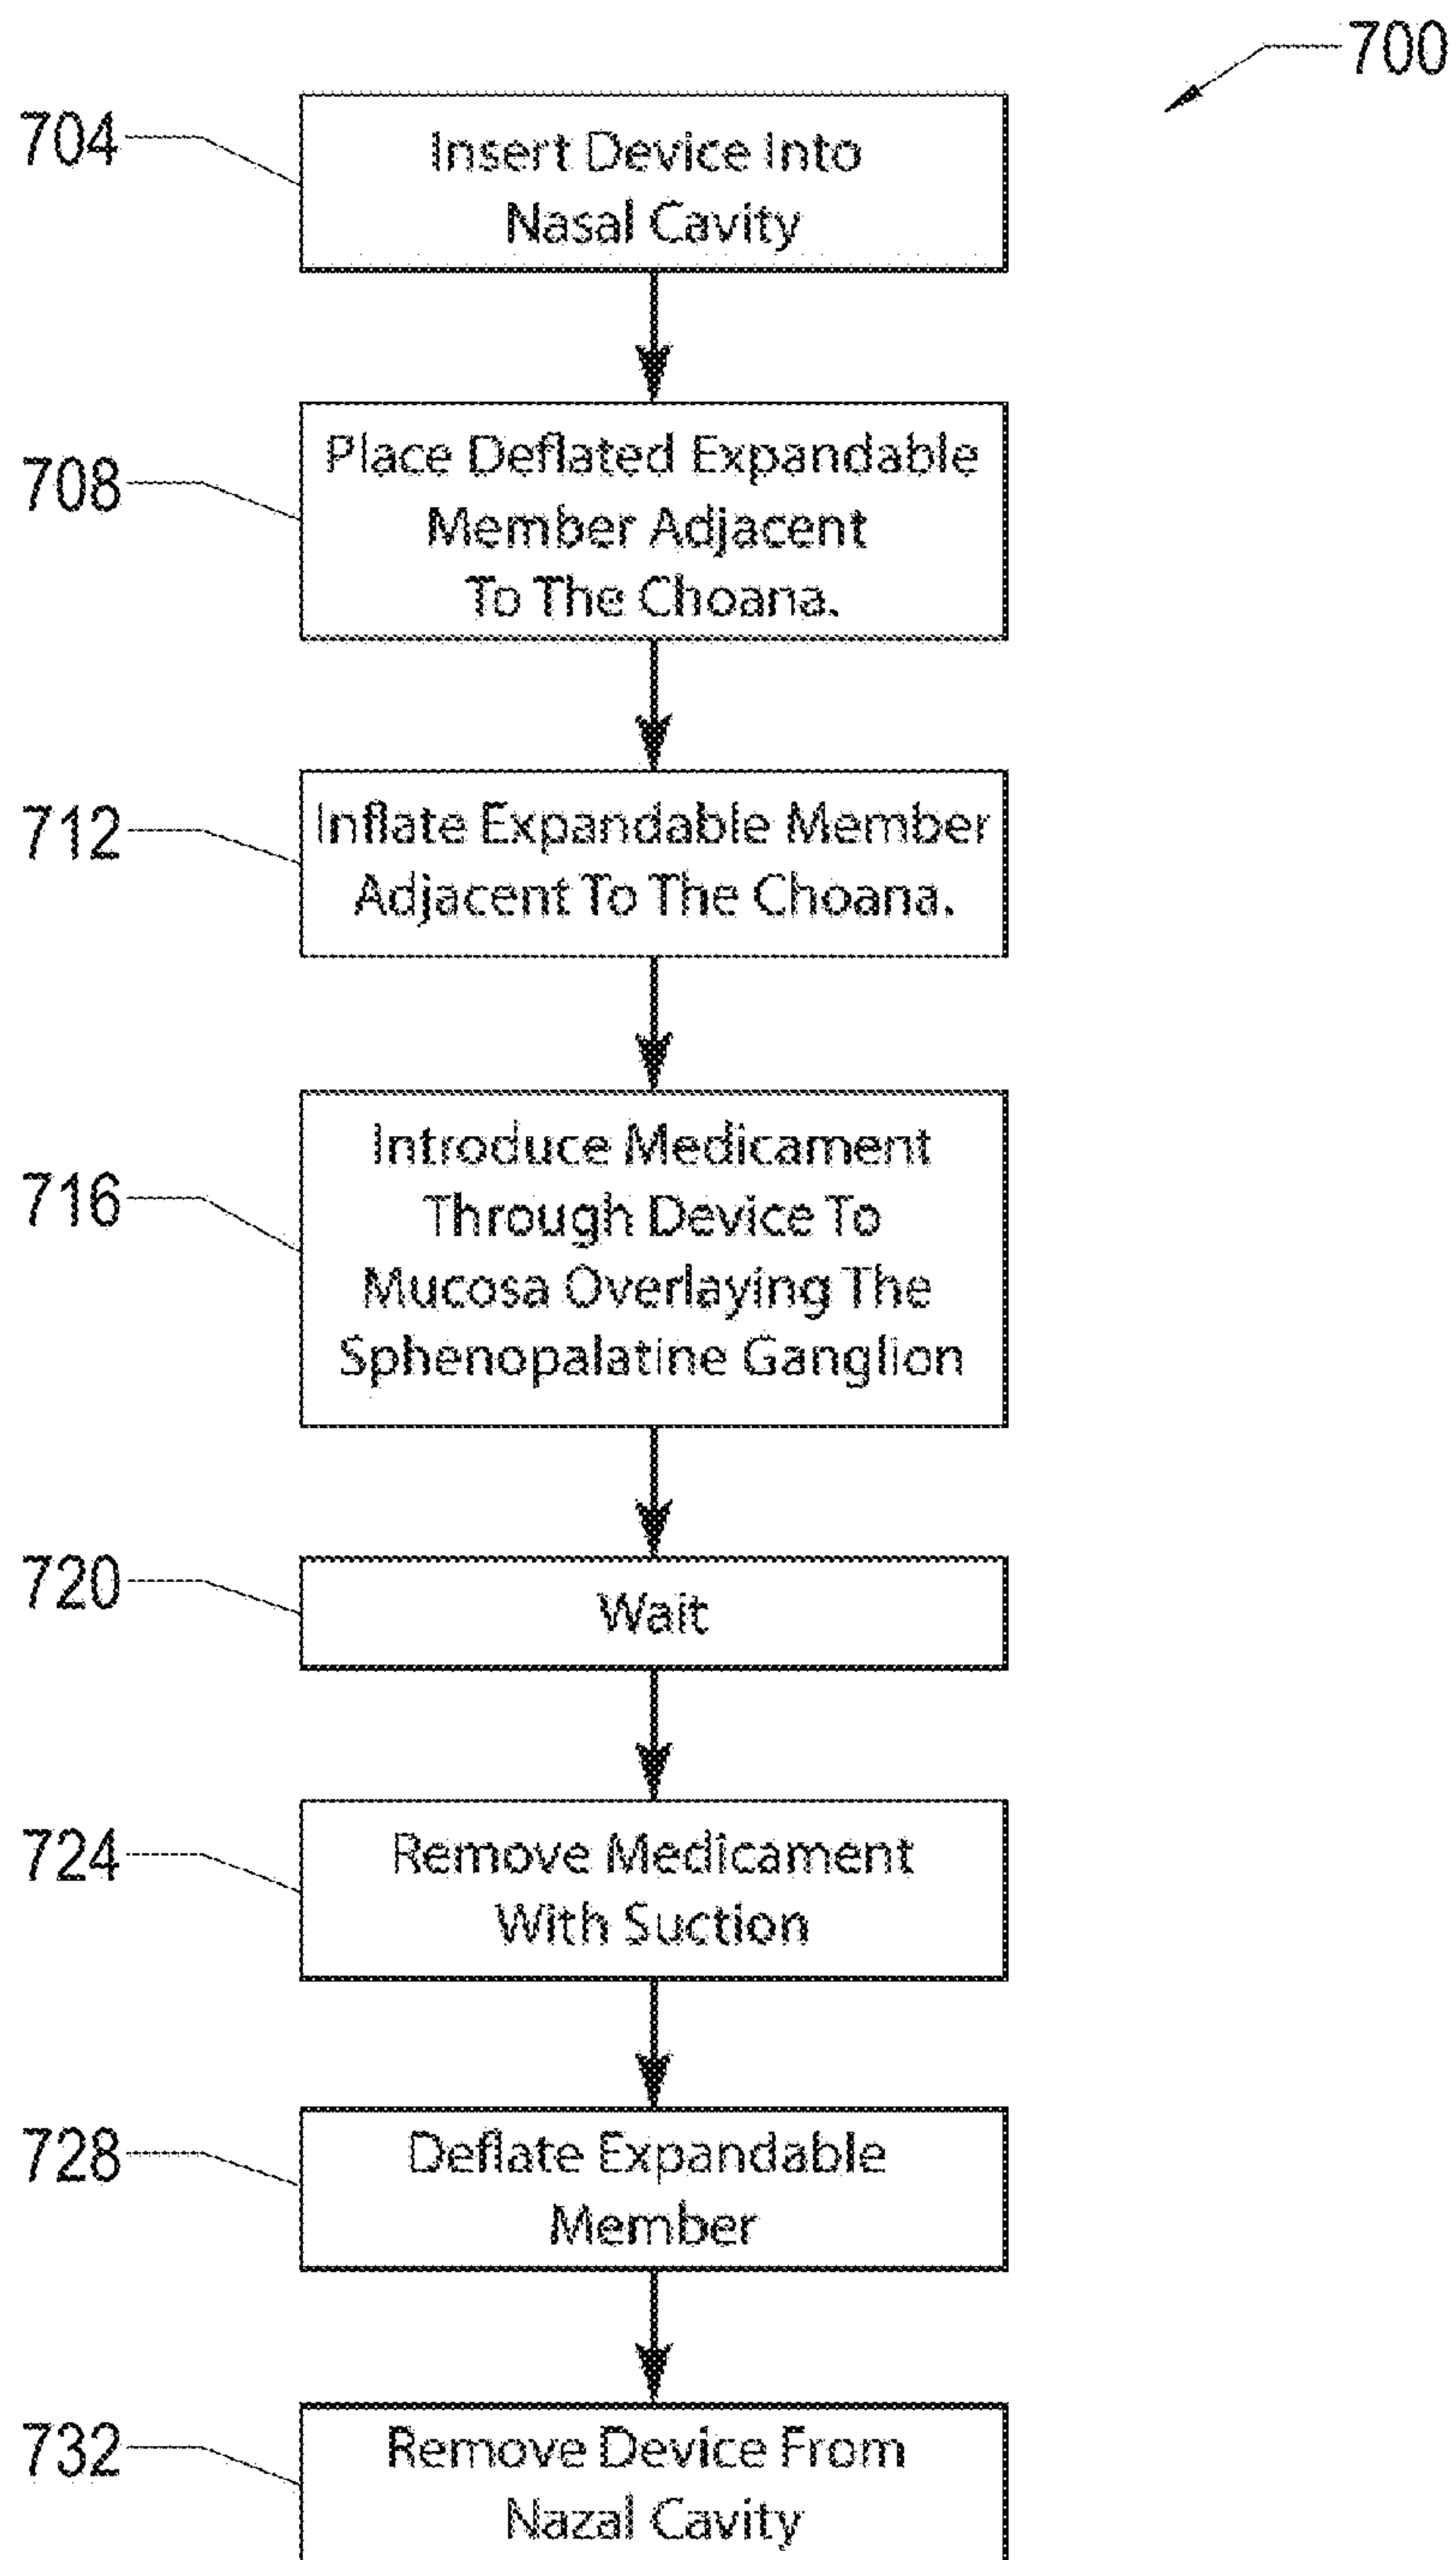 700
704
Insert Device Into
Nasal Cavity
708
Place Deflated Expandable
Member Adjacent
To The Choana.
712
Inflate Expandable Member
Adjacent To The Choana.
716
Introduce Medicament
Through Device To
Mucosa Overlaying The
Sphenopalatine Ganglion
720
Wait
724
Remove Medicament
With Suction
728
Deflate Expandable
Member
732
Remove Device From
Nazal Cavity